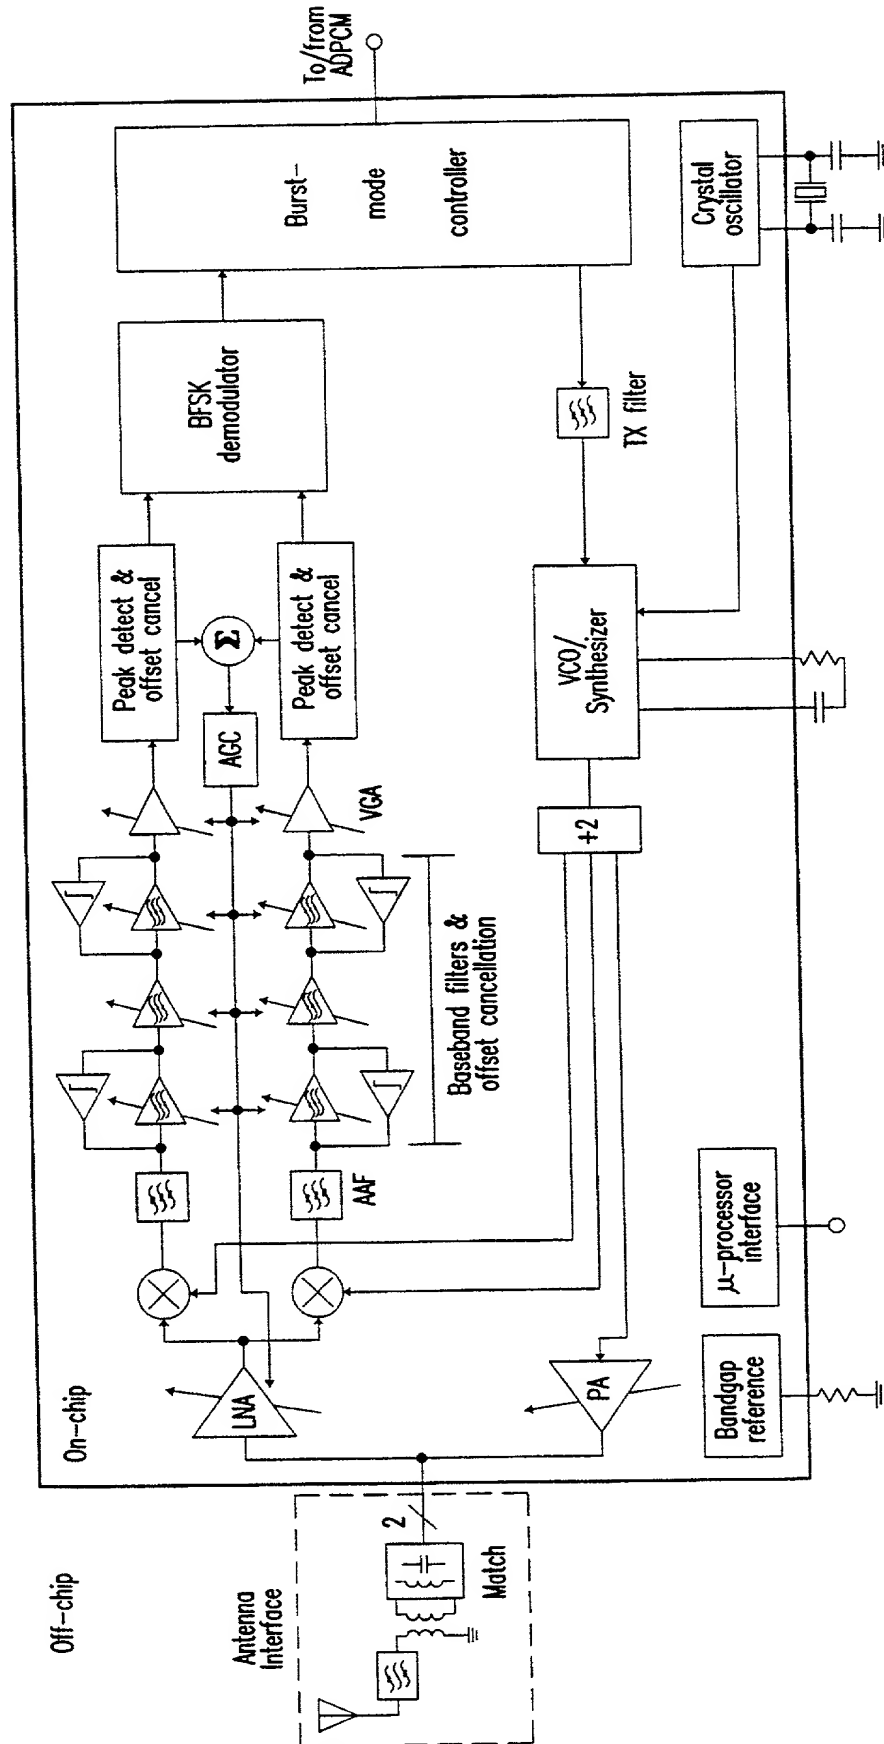 Off-chip
On-chip
Antenna
Interface
2
Match
LNA
PA
AAF
Baseband filters &
offset cancellation
VGA
AGC
Peak detect &
offset cancel
Σ
Peak detect &
offset cancel
BFSK
demodulator
Burst-
mode
controller
To/from
ADPCM
+2
VCO/
Synthesizer
TX filter
Crystal
oscillator
Bandgap
reference
μ-processor
interface